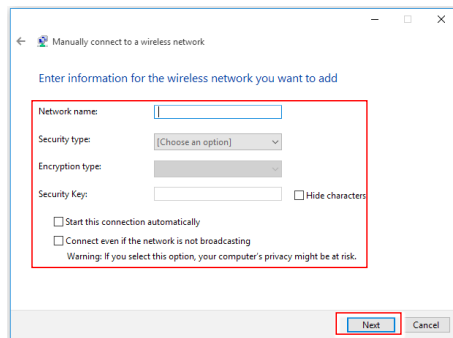 Manually connect to a wireless network
Enter information for the wireless network you want to add
Network name:
Security type: [Choose an option]
Encryption type:
Security Key: Hide characters
Start this connection automatically
Connect even if the network is not broadcasting
Warning: If you select this option, your computer's privacy might be at risk.
Next Cancel